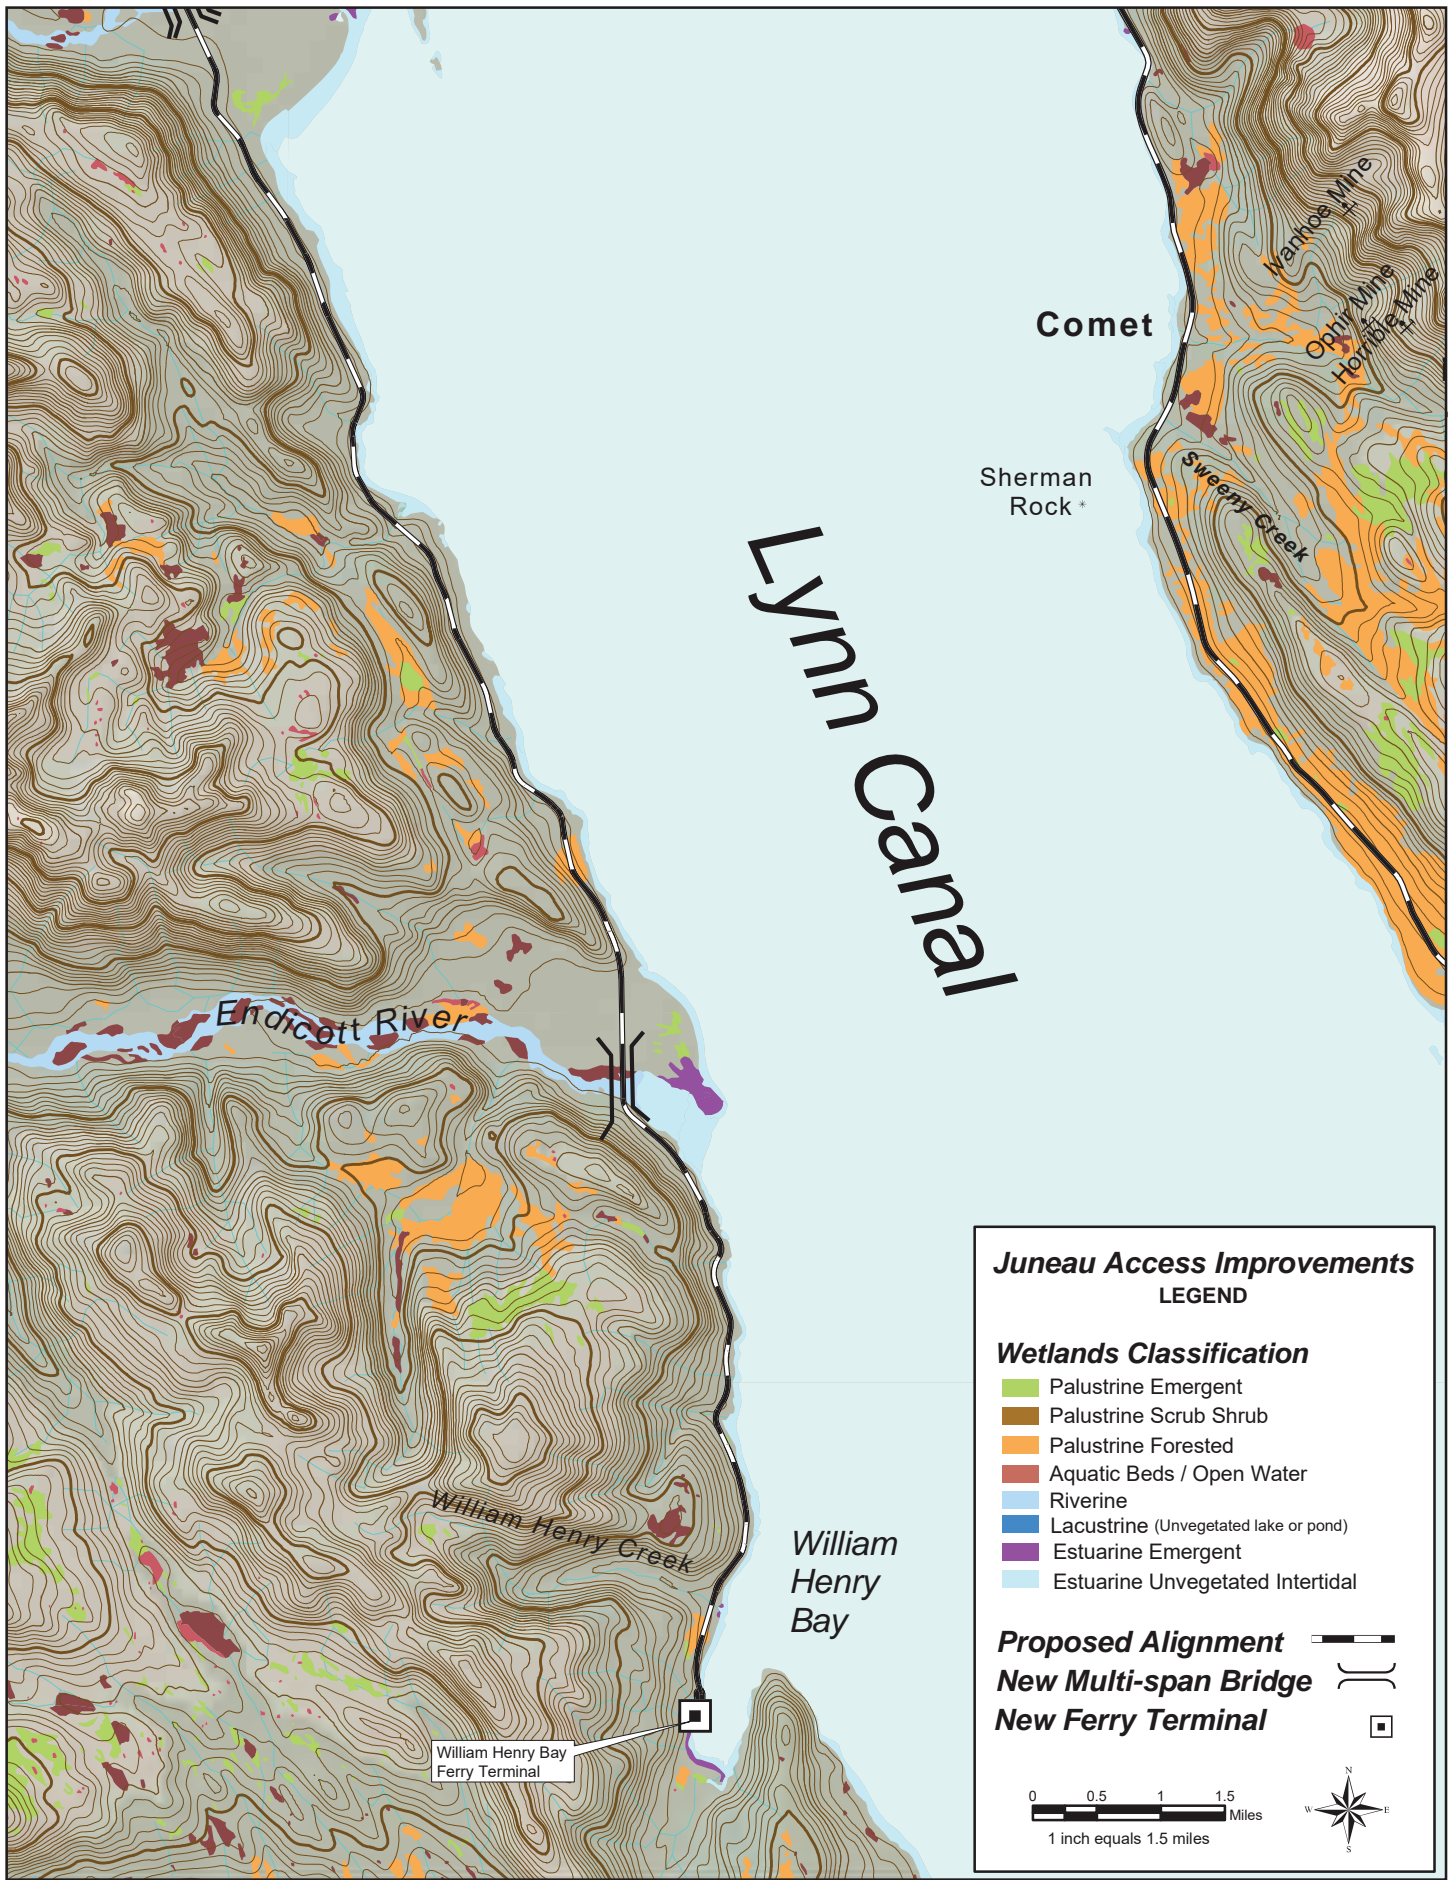 Ivanhoe Mine
Ophir Mine
Horrible Mine
Comet
Sherman
Rock
Sweeny Creek
Lynn Canal
Endicott River
William Henry Creek
William
Henry
Bay
William Henry Bay
Ferry Terminal
Juneau Access Improvements
LEGEND
Wetlands Classification
Palustrine Emergent
Palustrine Scrub Shrub
Palustrine Forested
Aquatic Beds / Open Water
Riverine
Lacustrine (Unvegetated lake or pond)
Estuarine Emergent
Estuarine Unvegetated Intertidal
Proposed Alignment
New Multi-span Bridge
New Ferry Terminal
0 0.5 1 1.5
Miles
1 inch equals 1.5 miles
N
W E
S